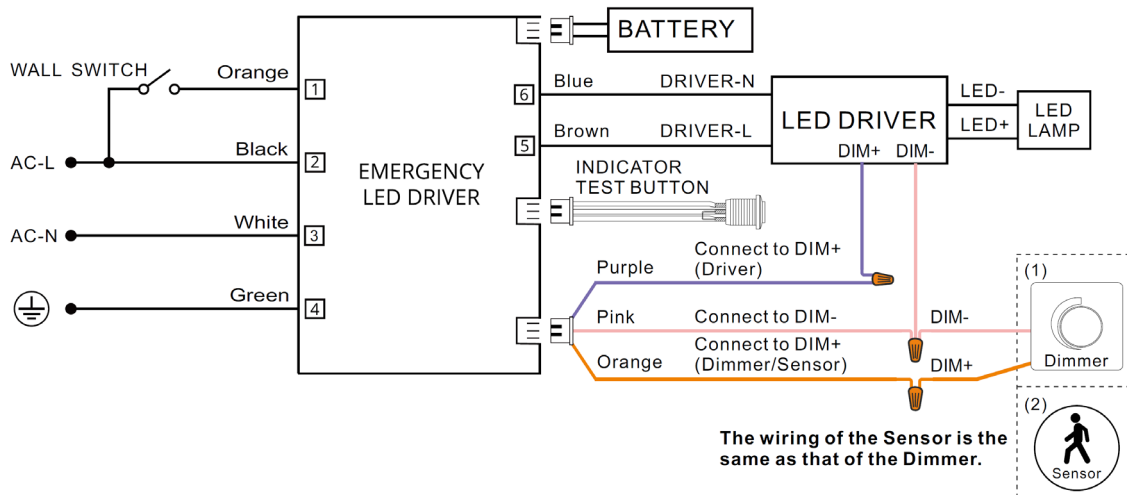 BATTERY
WALL SWITCH
Orange
1
6
Blue
DRIVER-N
LED DRIVER
DIM+
DIM-
LED-
LED+
LED
LAMP
AC-L
Black
2
5
Brown
DRIVER-L
EMERGENCY
LED DRIVER
INDICATOR
TEST BUTTON
AC-N
White
3
Green
4
Purple
Connect to DIM+
(Driver)
Pink
Connect to DIM-
DIM-
Orange
Connect to DIM+
(Dimmer/Sensor)
DIM+
(1)
Dimmer
(2)
Sensor
The wiring of the Sensor is the
same as that of the Dimmer.